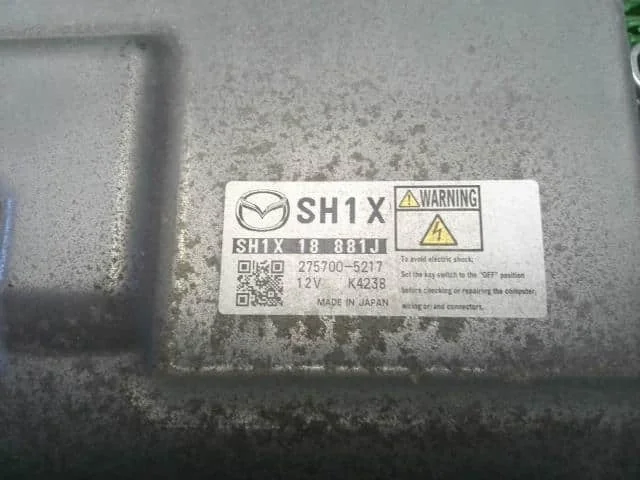 SH1X
SH1X 18 881J
275700-5217
12V K4238
MADE IN JAPAN
WARNING
To avoid electric shock:
Set the key switch to the "OFF" position
before checking or repairing the computer,
wiring or/ and connectors.